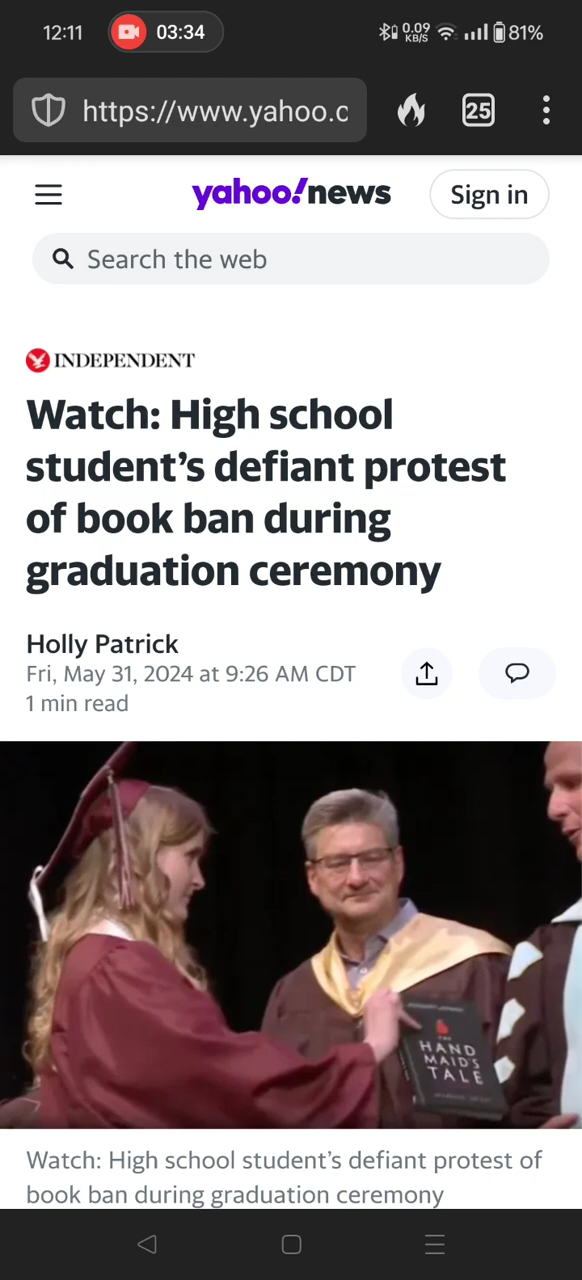 12:11
03:34
0.09
KB/S
81%
https://www.yahoo.c
25
yahoo!news
Sign in
Search the web
INDEPENDENT
Watch: High school
student's defiant protest
of book ban during
graduation ceremony
Holly Patrick
Fri, May 31, 2024 at 9:26 AM CDT
1 min read
THE
HAND
MAID'S
TALE
Watch: High school student's defiant protest of
book ban during graduation ceremony